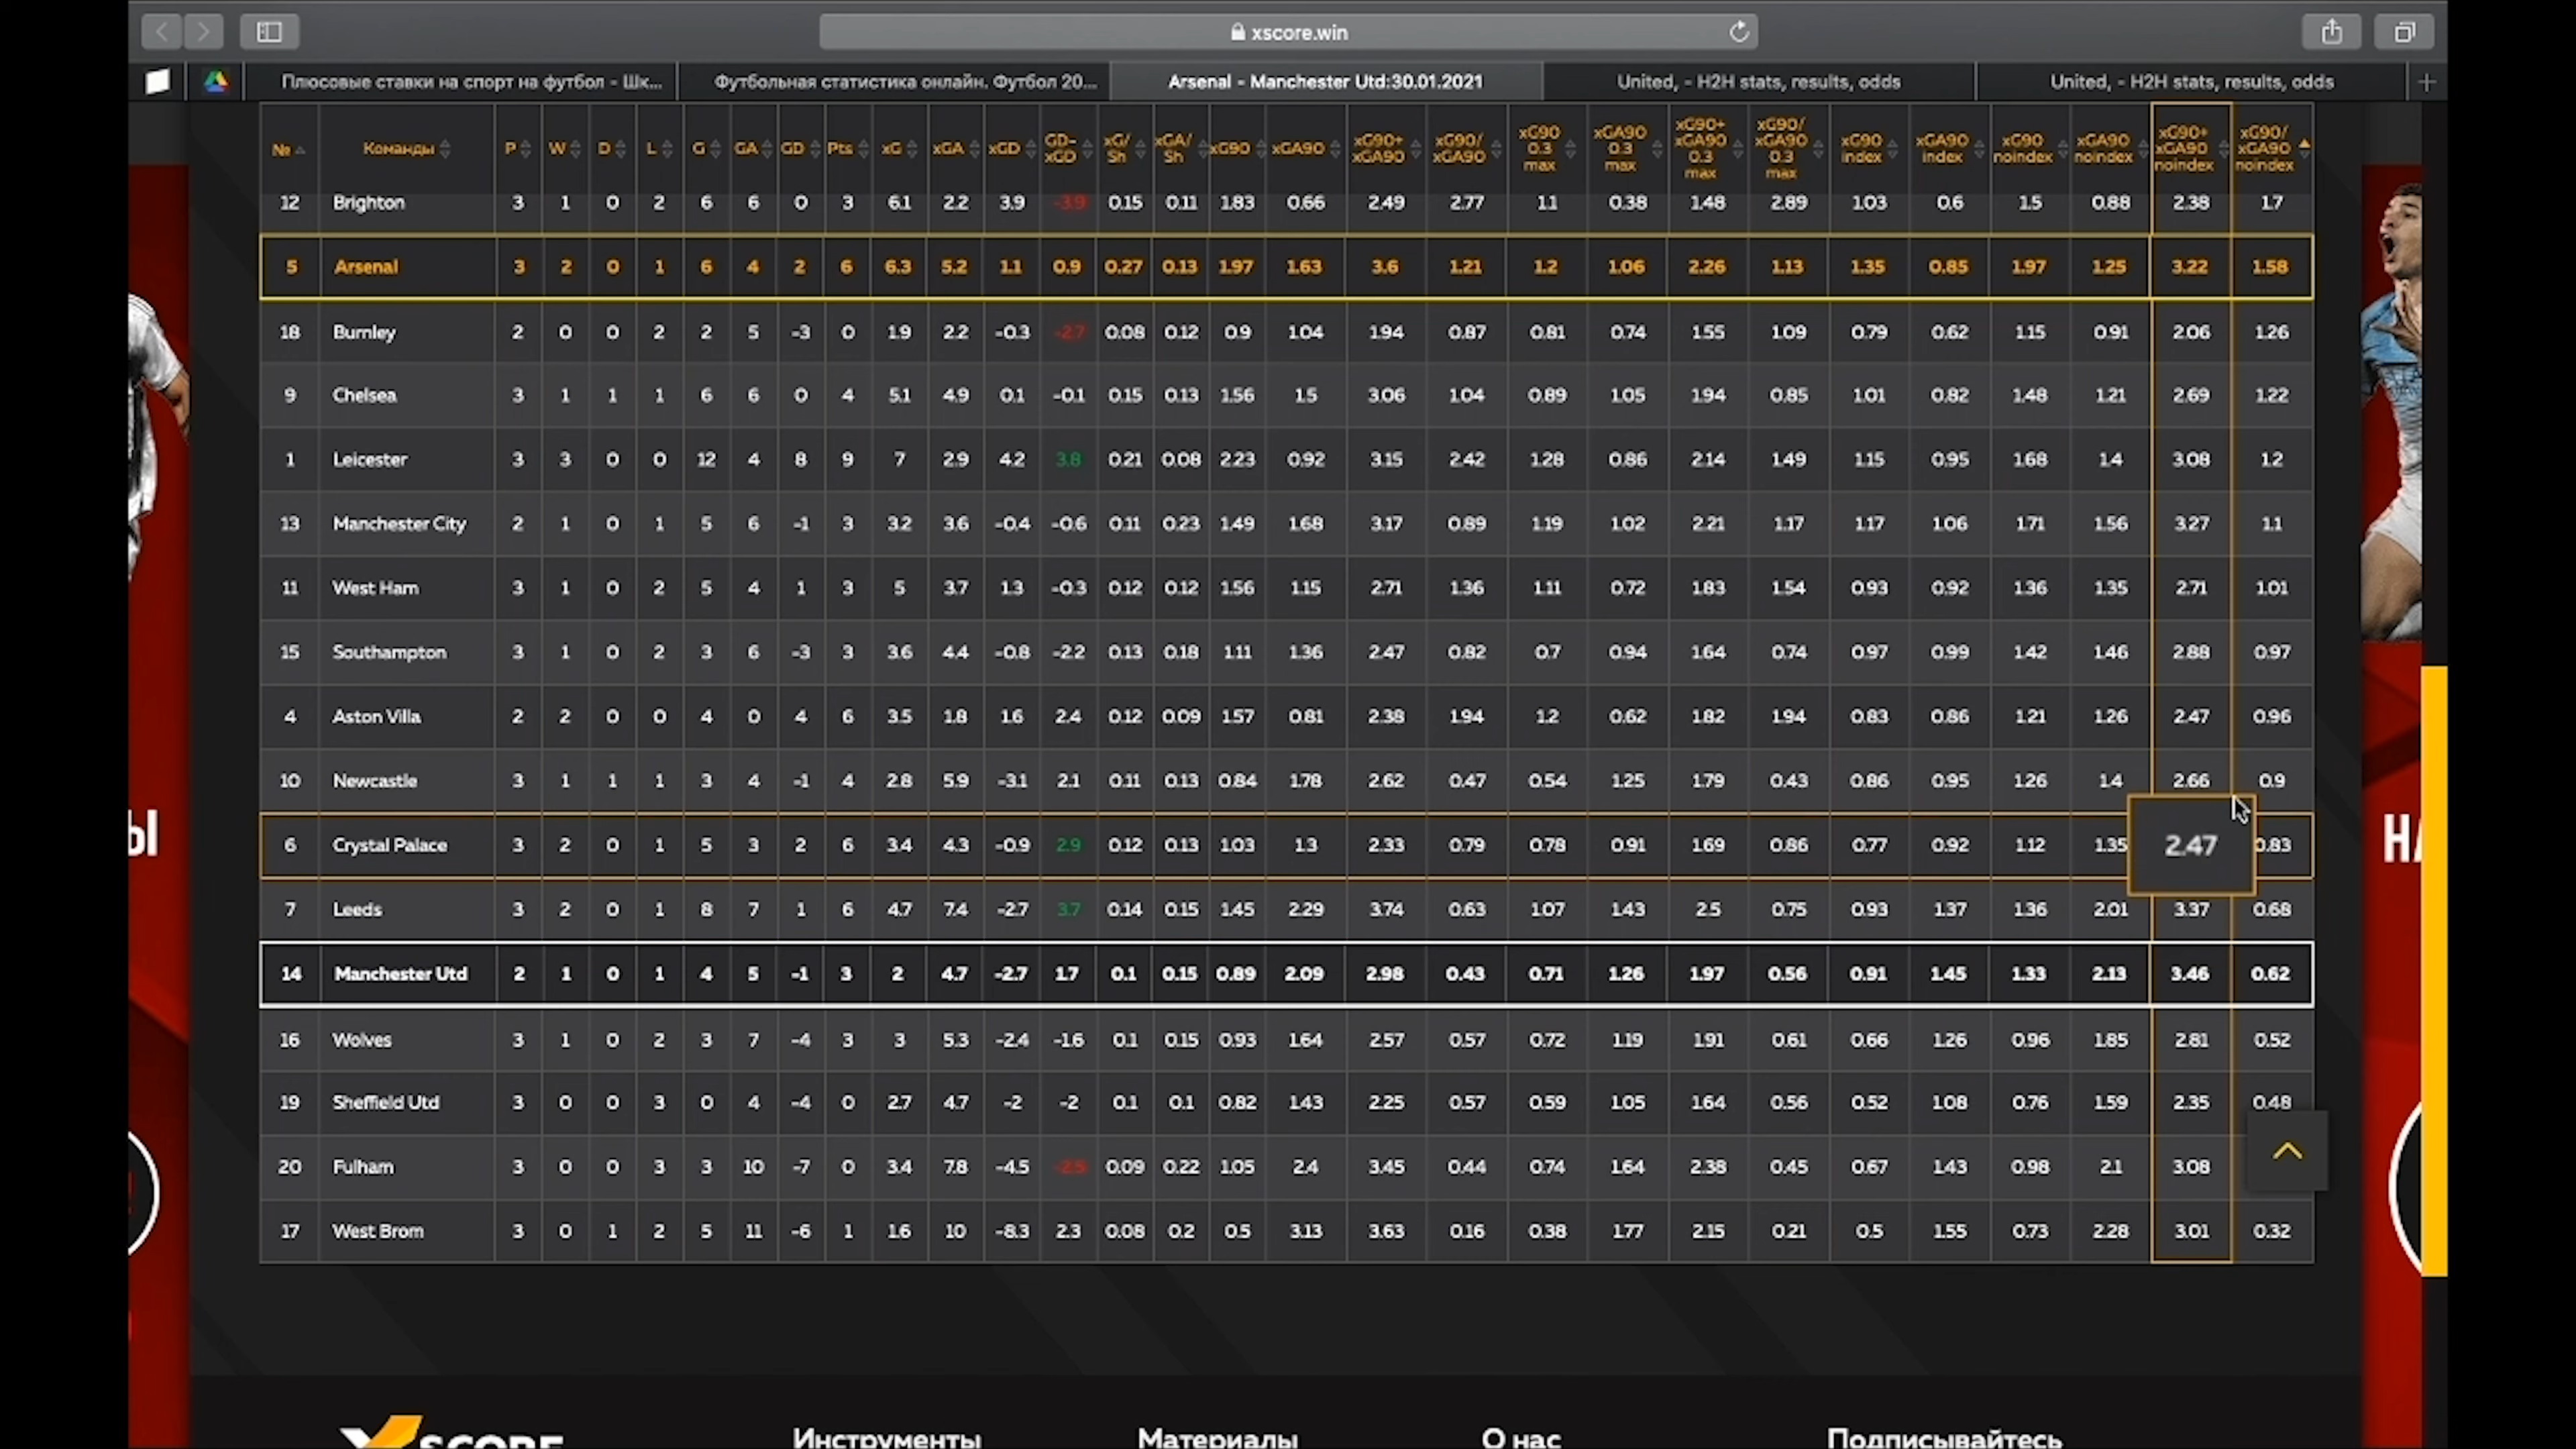 xscore.win
Плюсовые ставки на спорт на футбол - Шк...
Футбольная статистика онлайн. Футбол 20...
Arsenal - Manchester Utd:30.01.2021
United, - H2H stats, results, odds
United, - H2H stats, results, odds
№ Команды P W D L G GA GD Pts xG xGA xGD GD-xGD xG/Sh xGA/Sh xG90 xGA90 xG90+xGA90 xG90/xGA90 xG90 0.3 max xGA90 0.3 max xG90+xGA90 0.3 max xG90/xGA90 0.3 max xG90 index xGA90 index xG90 noindex xGA90 noindex xG90+xGA90 noindex xG90/xGA90 noindex
12 Brighton 3 1 0 2 6 6 0 3 6.1 2.2 3.9 -3.9 0.15 0.11 1.83 0.66 2.49 2.77 1.1 0.38 1.48 2.89 1.03 0.6 1.5 0.88 2.38 1.7
5 Arsenal 3 2 0 1 6 4 2 6 6.3 5.2 1.1 0.9 0.27 0.13 1.97 1.63 3.6 1.21 1.2 1.06 2.26 1.13 1.35 0.85 1.97 1.25 3.22 1.58
18 Burnley 2 0 0 2 2 5 -3 0 1.9 2.2 -0.3 -2.7 0.08 0.12 0.9 1.04 1.94 0.87 0.81 0.74 1.55 1.09 0.79 0.62 1.15 0.91 2.06 1.26
9 Chelsea 3 1 1 1 6 6 0 4 5.1 4.9 0.1 -0.1 0.15 0.13 1.56 1.5 3.06 1.04 0.89 1.05 1.94 0.85 1.01 0.82 1.48 1.21 2.69 1.22
1 Leicester 3 3 0 0 12 4 8 9 7 2.9 4.2 3.8 0.21 0.08 2.23 0.92 3.15 2.42 1.28 0.86 2.14 1.49 1.15 0.95 1.68 1.4 3.08 1.2
13 Manchester City 2 1 0 1 5 6 -1 3 3.2 3.6 -0.4 -0.6 0.11 0.23 1.49 1.68 3.17 0.89 1.19 1.02 2.21 1.17 1.17 1.06 1.71 1.56 3.27 1.1
11 West Ham 3 1 0 2 5 4 1 3 5 3.7 1.3 -0.3 0.12 0.12 1.56 1.15 2.71 1.36 1.11 0.72 1.83 1.54 0.93 0.92 1.36 1.35 2.71 1.01
15 Southampton 3 1 0 2 3 6 -3 3 3.6 4.4 -0.8 -2.2 0.13 0.18 1.11 1.36 2.47 0.82 0.7 0.94 1.64 0.74 0.97 0.99 1.42 1.46 2.88 0.97
4 Aston Villa 2 2 0 0 4 0 4 6 3.5 1.8 1.6 2.4 0.12 0.09 1.57 0.81 2.38 1.94 1.2 0.62 1.82 1.94 0.83 0.86 1.21 1.26 2.47 0.96
10 Newcastle 3 1 1 1 3 4 -1 4 2.8 5.9 -3.1 2.1 0.11 0.13 0.84 1.78 2.62 0.47 0.54 1.25 1.79 0.43 0.86 0.95 1.26 1.4 2.66 0.9
6 Crystal Palace 3 2 0 1 5 3 2 6 3.4 4.3 -0.9 2.9 0.12 0.13 1.03 1.3 2.33 0.79 0.78 0.91 1.69 0.86 0.77 0.92 1.12 1.35 2.47 0.83
7 Leeds 3 2 0 1 8 7 1 6 4.7 7.4 -2.7 3.7 0.14 0.15 1.45 2.29 3.74 0.63 1.07 1.43 2.5 0.75 0.93 1.37 1.36 2.01 3.37 0.68
14 Manchester Utd 2 1 0 1 4 5 -1 3 2 4.7 -2.7 1.7 0.1 0.15 0.89 2.09 2.98 0.43 0.71 1.26 1.97 0.56 0.91 1.45 1.33 2.13 3.46 0.62
16 Wolves 3 1 0 2 3 7 -4 3 3 5.3 -2.4 -1.6 0.1 0.15 0.93 1.64 2.57 0.57 0.72 1.19 1.91 0.61 0.66 1.26 0.96 1.85 2.81 0.52
19 Sheffield Utd 3 0 0 3 0 4 -4 0 2.7 4.7 -2 -2 0.1 0.1 0.82 1.43 2.25 0.57 0.59 1.05 1.64 0.56 0.52 1.08 0.76 1.59 2.35 0.48
20 Fulham 3 0 0 3 3 10 -7 0 3.4 7.8 -4.5 -2.5 0.09 0.22 1.05 2.4 3.45 0.44 0.74 1.64 2.38 0.45 0.67 1.43 0.98 2.1 3.08
17 West Brom 3 0 1 2 5 11 -6 1 1.6 10 -8.3 2.3 0.08 0.2 0.5 3.13 3.63 0.16 0.38 1.77 2.15 0.21 0.5 1.55 0.73 2.28 3.01 0.32
XSCORE
Инструменты
Материалы
О нас
Подписывайтесь